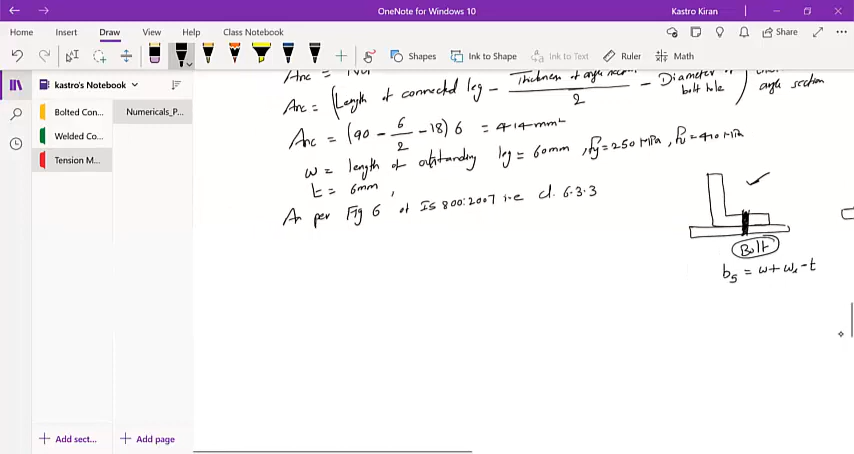 OneNote for Windows 10
Kastro Kiran
Home Insert Draw View Help Class Notebook Share
Shapes Ink to Shape Ink to Text Ruler Math
kastro's Notebook
Bolted Con... Numericals_P...
Welded Co...
Tension M...
Anc =
Anc = (Length of connected leg - Thickness of angle / 2 - Diameter of bolt hole) angle section
Anc = (90 - 6/2 - 18) 6 = 414 mm²
w = length of outstanding leg = 60mm, fy = 250 MPa, fu = 410 MPa
t = 6mm,
As per Fig 6 of IS 800:2007 i.e cl. 6.3.3
Bolt
bs = w + w1 - t
Add sect... Add page